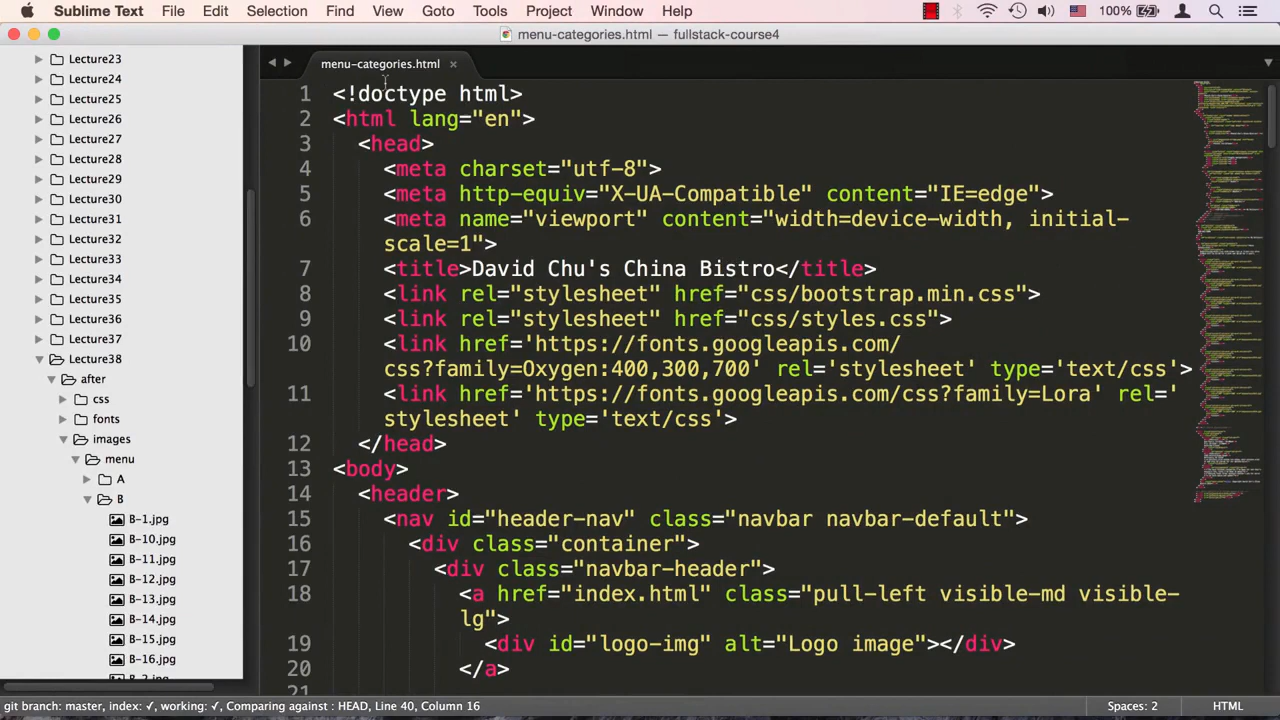 Sublime Text File Edit Selection Find View Goto Tools Project Window Help 100%
menu-categories.html — fullstack-course4
Lecture23
Lecture24
Lecture25
Lecture26
Lecture27
Lecture28
Lecture29
Lecture30
Lecture31
Lecture32
Lecture33
Lecture34
Lecture35
Lecture36
Lecture37
Lecture38
after
css
fonts
images
menu
A
B
B-1.jpg
B-10.jpg
B-11.jpg
B-12.jpg
B-13.jpg
B-14.jpg
B-15.jpg
B-16.jpg
menu-categories.html
1 <!doctype html>
2 <html lang="en">
3 <head>
4 <meta charset="utf-8">
5 <meta http-equiv="X-UA-Compatible" content="IE=edge">
6 <meta name="viewport" content="width=device-width, initial-
scale=1">
7 <title>David Chu's China Bistro</title>
8 <link rel="stylesheet" href="css/bootstrap.min.css">
9 <link rel="stylesheet" href="css/styles.css">
10 <link href='https://fonts.googleapis.com/
css?family=Oxygen:400,300,700' rel='stylesheet' type='text/css'>
11 <link href='https://fonts.googleapis.com/css?family=Lora' rel='
stylesheet' type='text/css'>
12 </head>
13 <body>
14 <header>
15 <nav id="header-nav" class="navbar navbar-default">
16 <div class="container">
17 <div class="navbar-header">
18 <a href="index.html" class="pull-left visible-md visible-
lg">
19 <div id="logo-img" alt="Logo image"></div>
20 </a>
21
git branch: master, index: ✓, working: ✓, Comparing against : HEAD, Line 40, Column 16 Spaces: 2 HTML